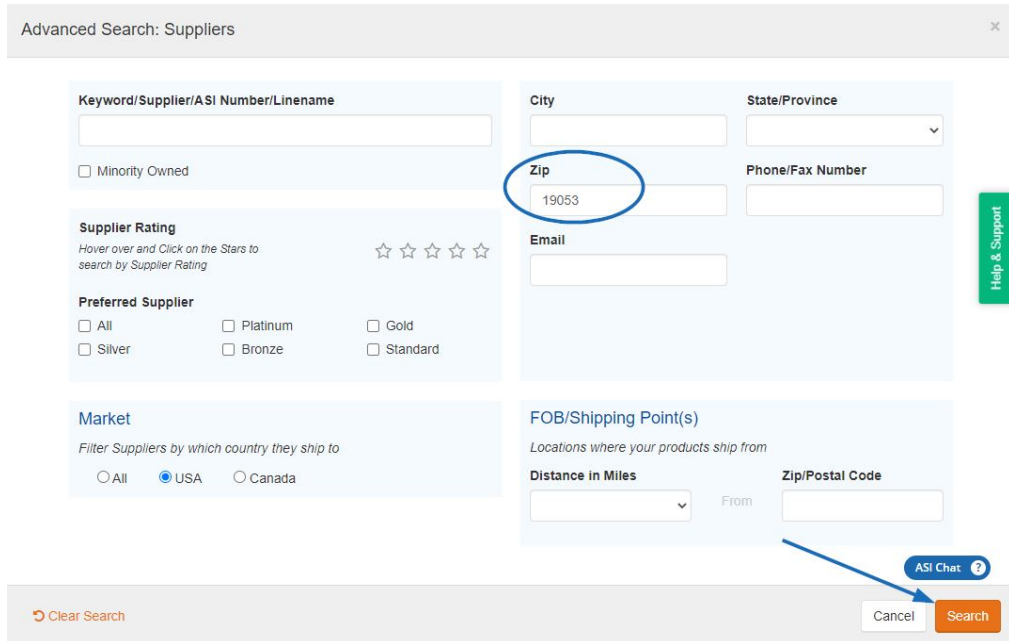 Advanced Search: Suppliers
×
Keyword/Supplier/ASI Number/Linename
Minority Owned
Supplier Rating
Hover over and Click on the Stars to
search by Supplier Rating
Preferred Supplier
All Platinum Gold
Silver Bronze Standard
City State/Province
Zip Phone/Fax Number
19053
Email
Market
Filter Suppliers by which country they ship to
All USA Canada
FOB/Shipping Point(s)
Locations where your products ship from
Distance in Miles Zip/Postal Code
From
Help & Support
ASI Chat ?
Clear Search Cancel Search